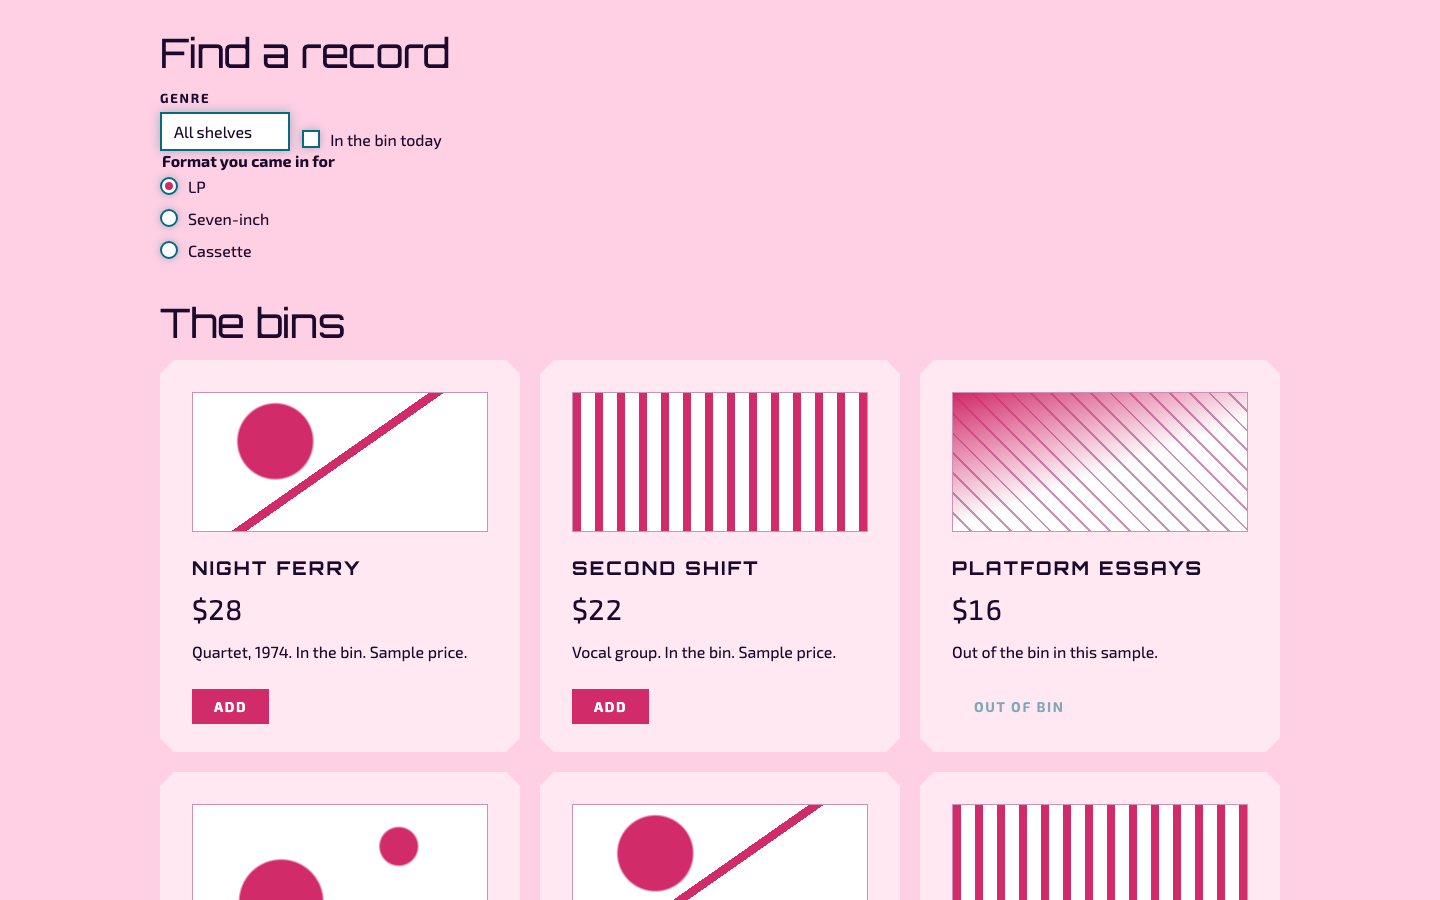 Find a record
GENRE
All shelves
In the bin today
Format you came in for
LP
Seven-inch
Cassette
The bins
NIGHT FERRY
$28
Quartet, 1974. In the bin. Sample price.
ADD
SECOND SHIFT
$22
Vocal group. In the bin. Sample price.
ADD
PLATFORM ESSAYS
$16
Out of the bin in this sample.
OUT OF BIN